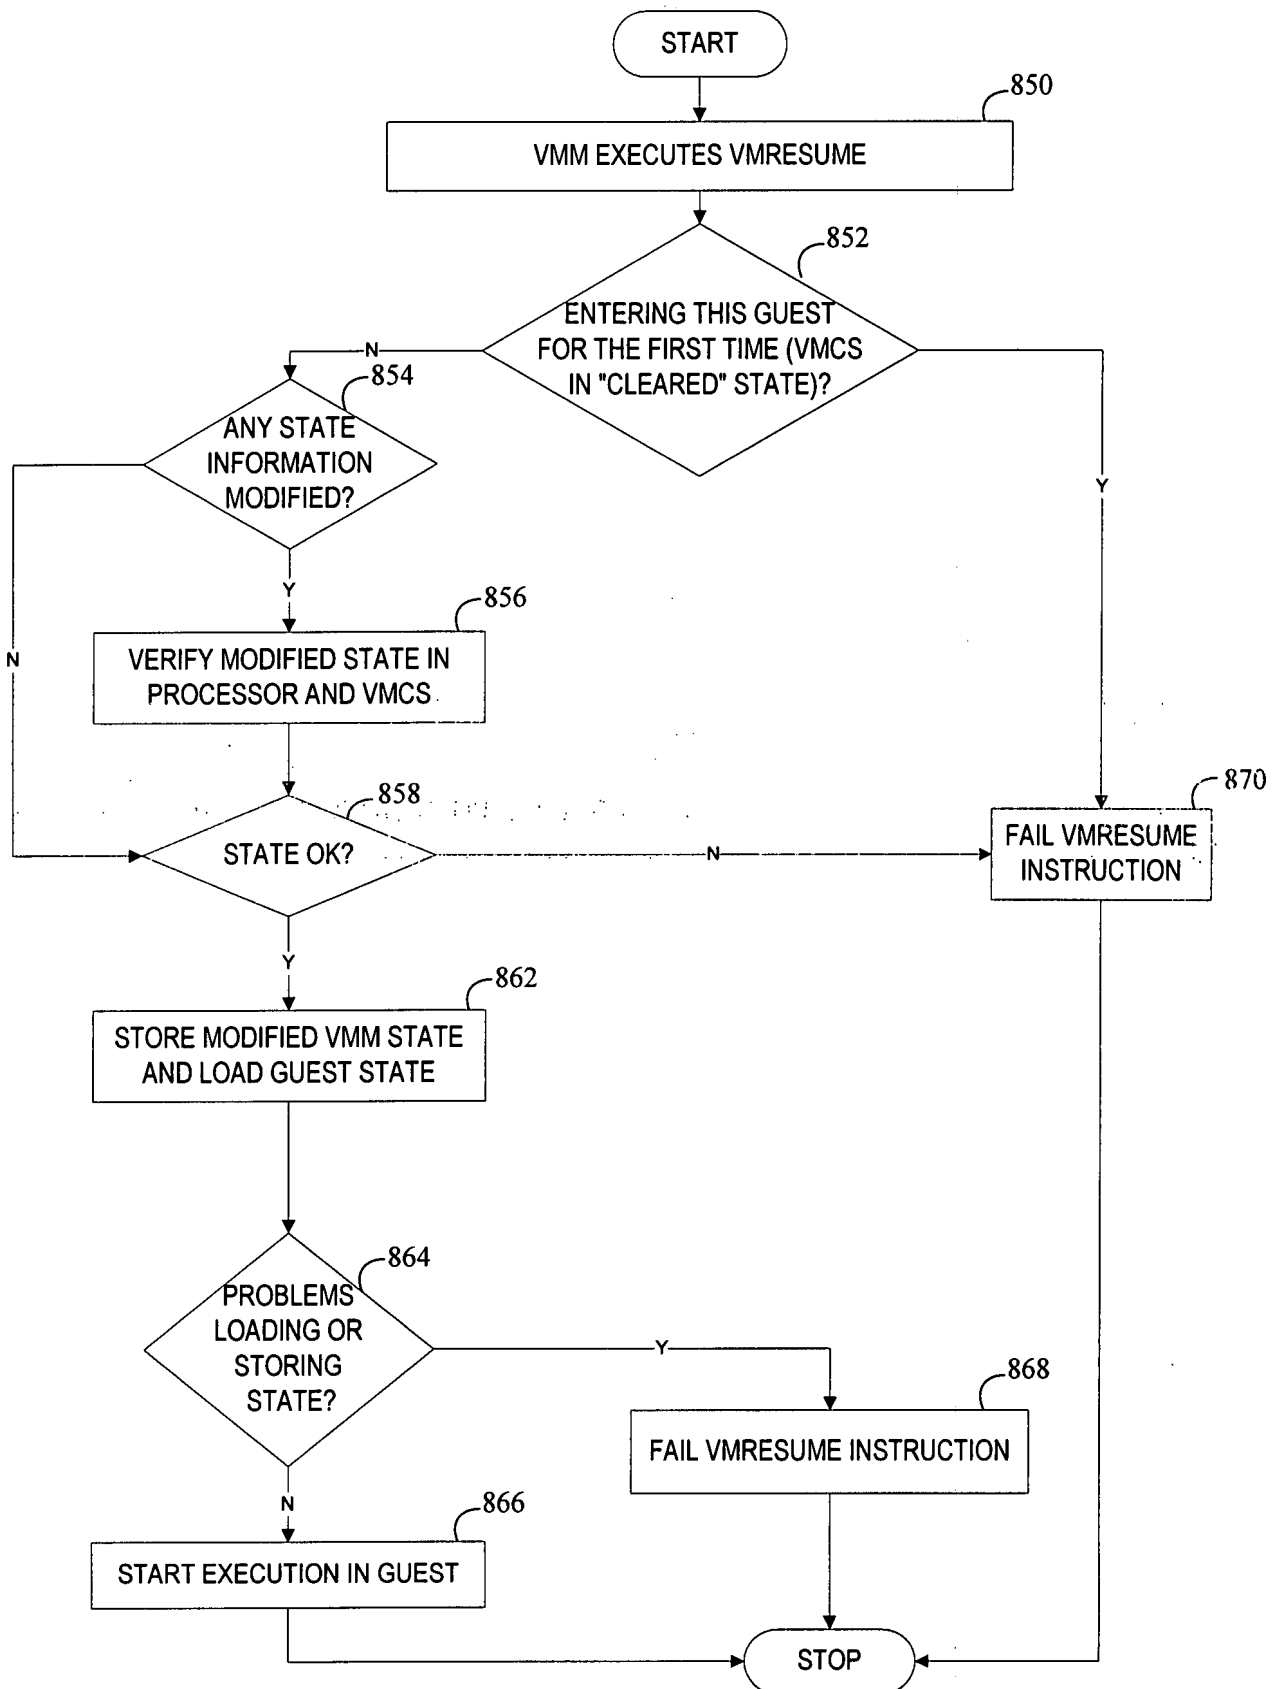 START
850
VMM EXECUTES VMRESUME
852
ENTERING THIS GUEST
FOR THE FIRST TIME (VMCS
IN "CLEARED" STATE)?
N
Y
854
ANY STATE
INFORMATION
MODIFIED?
Y
N
856
VERIFY MODIFIED STATE IN
PROCESSOR AND VMCS
858
STATE OK?
N
Y
870
FAIL VMRESUME
INSTRUCTION
862
STORE MODIFIED VMM STATE
AND LOAD GUEST STATE
864
PROBLEMS
LOADING OR
STORING
STATE?
Y
N
868
FAIL VMRESUME INSTRUCTION
866
START EXECUTION IN GUEST
STOP